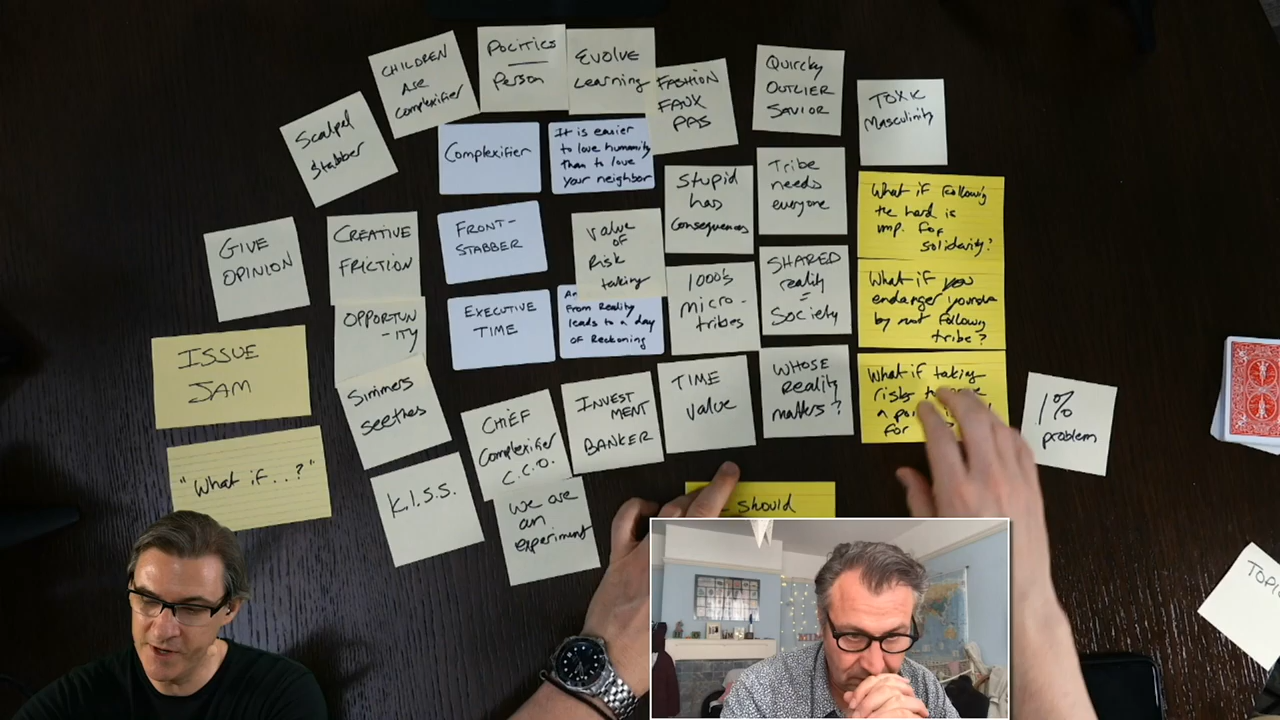 CHILDREN
ARE
Complexifier
POLITICS
Person
EVOLVE
Learning
FASHION
FAUX
PAS
Quirky
OUTLIER
SAVIOR
TOXIC
Masculinity
Scalpel
Stabber
Complexifier
It is easier
to love humanity
than to love
your neighbor
Stupid
has
Consequences
Tribe
needs
everyone
What if following
the herd is
imp. for
solidarity?
GIVE
OPINION
CREATIVE
FRICTION
FRONT-
STABBER
Value
OF
Risk
taking
1000's
micro-
tribes
SHARED
reality
=
Society
What if you
endanger
by not following
tribe?
OPPORTUN
-ITY
EXECUTIVE
TIME
From Reality
leads to a day
of Reckoning
ISSUE
JAM
Simmers
seethes
CHIEF
Complexifier
C.C.O.
INVEST
MENT
BANKER
TIME
value
WHOSE
Reality
matters?
What if taking
risks
a
for
1%
problem
"What if..?"
K.I.S.S.
We are
an
experiment
should